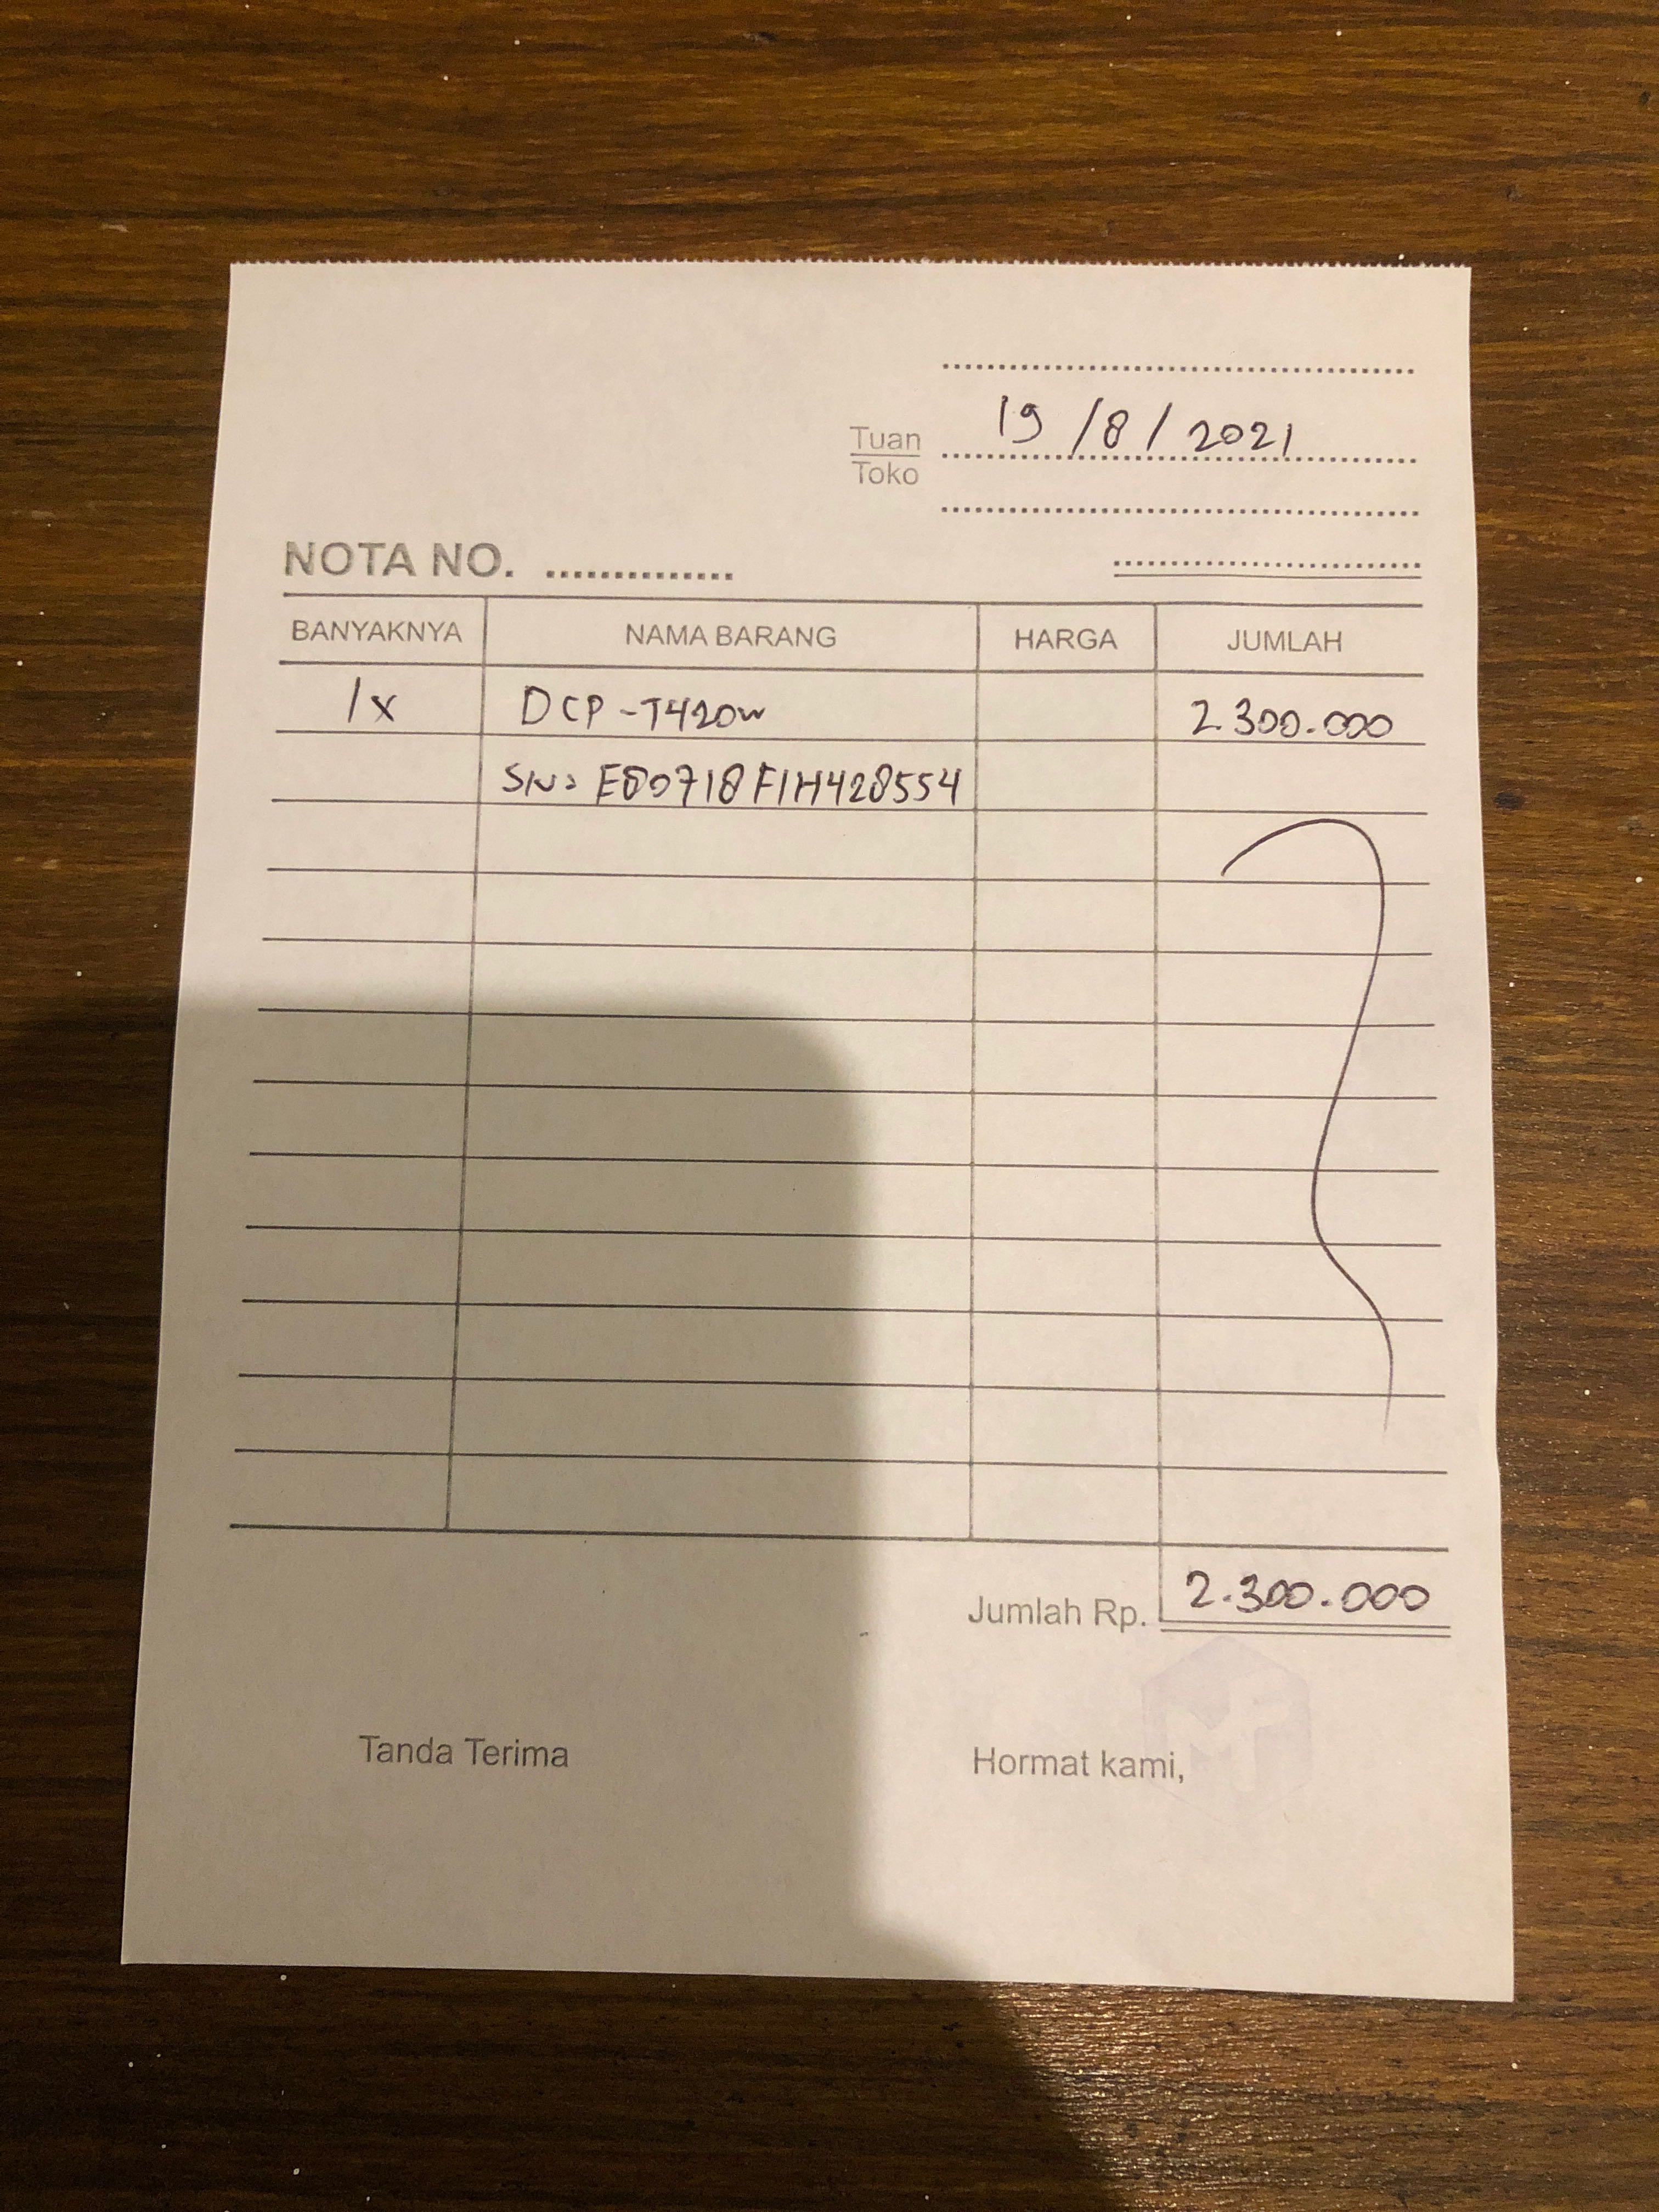 19/8/2021
Tuan
Toko
NOTA NO. ..............
BANYAKNYA NAMA BARANG HARGA JUMLAH
1x DCP-T420w 2.300.000
SN: E80718F1H428554
Jumlah Rp. 2.300.000
Tanda Terima Hormat kami,